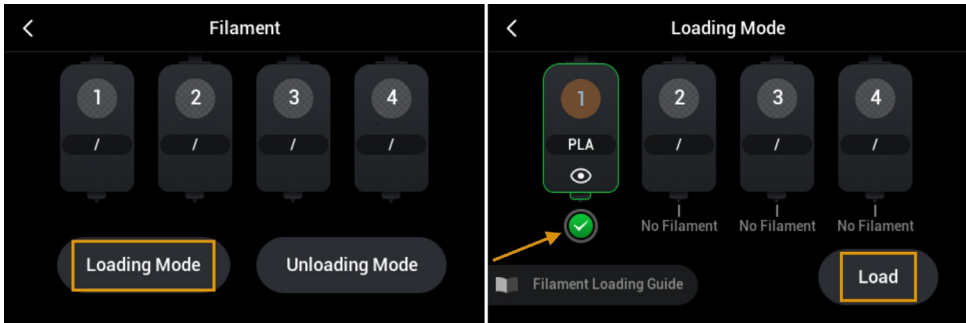 Filament
1 2 3 4
/ / / /
Loading Mode Unloading Mode
Loading Mode
1 2 3 4
PLA / / /
No Filament No Filament No Filament
Filament Loading Guide Load